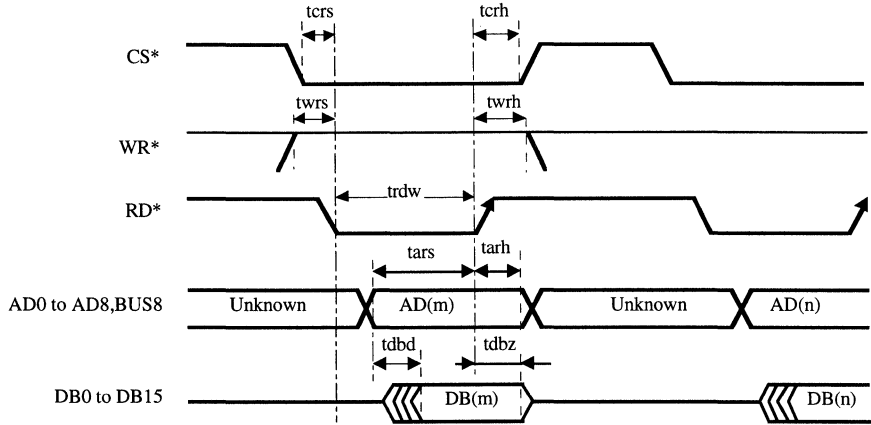 tcrs tcrh
CS*
twrs twrh
WR*
trdw
RD*
tars tarh
AD0 to AD8,BUS8 Unknown AD(m) Unknown AD(n)
tdbd tdbz
DB0 to DB15 DB(m) DB(n)